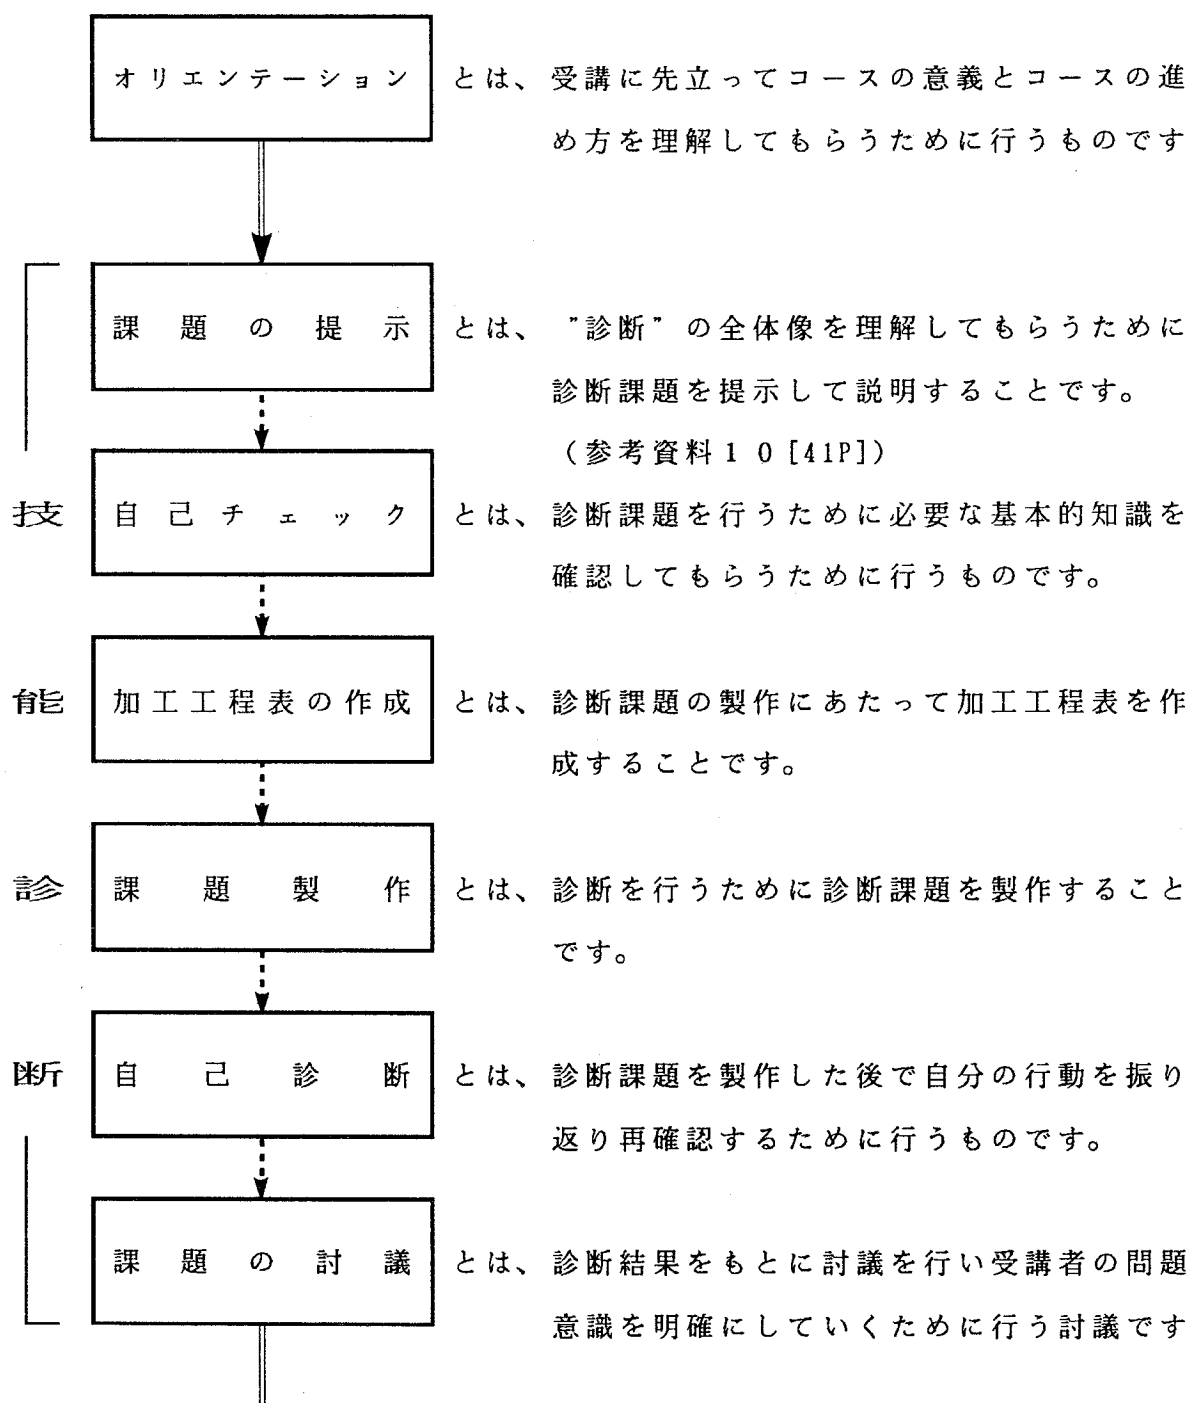 オリエンテーション とは、受講に先立ってコースの意義とコースの進
め方を理解してもらうために行うものです
課題の提示 とは、”診断”の全体像を理解してもらうために
診断課題を提示して説明することです。
（参考資料１０[41P]）
技 自己チェック とは、診断課題を行うために必要な基本的知識を
確認してもらうために行うものです。
能 加工工程表の作成 とは、診断課題の製作にあたって加工工程表を作
成することです。
診 課題製作 とは、診断を行うために診断課題を製作すること
です。
断 自己診断 とは、診断課題を製作した後で自分の行動を振り
返り再確認するために行うものです。
課題の討議 とは、診断結果をもとに討議を行い受講者の問題
意識を明確にしていくために行う討議です